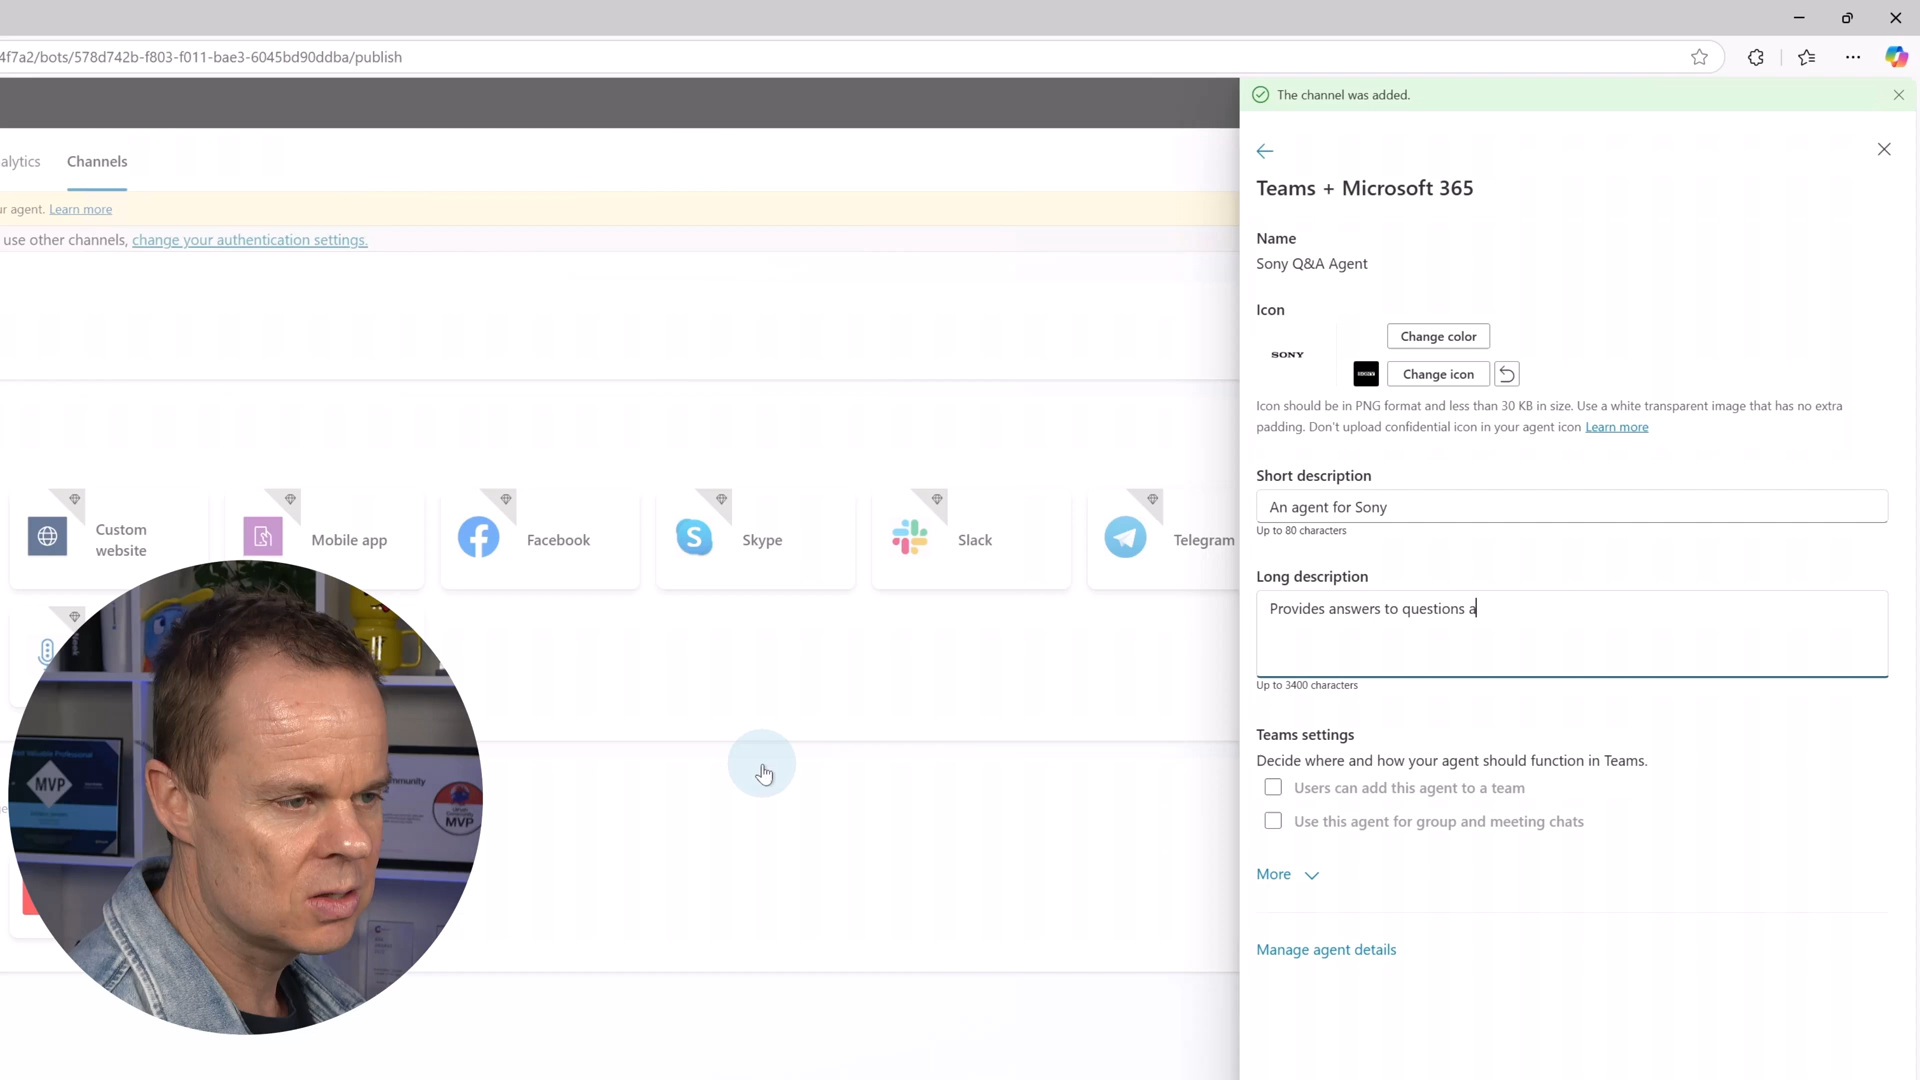 4f7a2/bots/578d742b-f803-f011-bae3-6045bd90ddba/publish
The channel was added.
alytics
Channels
Teams + Microsoft 365
r agent. Learn more
use other channels, change your authentication settings.
Name
Sony Q&A Agent
Icon
SONY
Change color
Change icon
Icon should be in PNG format and less than 30 KB in size. Use a white transparent image that has no extra
padding. Don't upload confidential icon in your agent icon Learn more
Short description
An agent for Sony
Up to 80 characters
Custom
website
Mobile app
Facebook
Skype
Slack
Telegram
Long description
Provides answers to questions a
Up to 3400 characters
Teams settings
Decide where and how your agent should function in Teams.
Users can add this agent to a team
Use this agent for group and meeting chats
More
Manage agent details
MVP
MVP